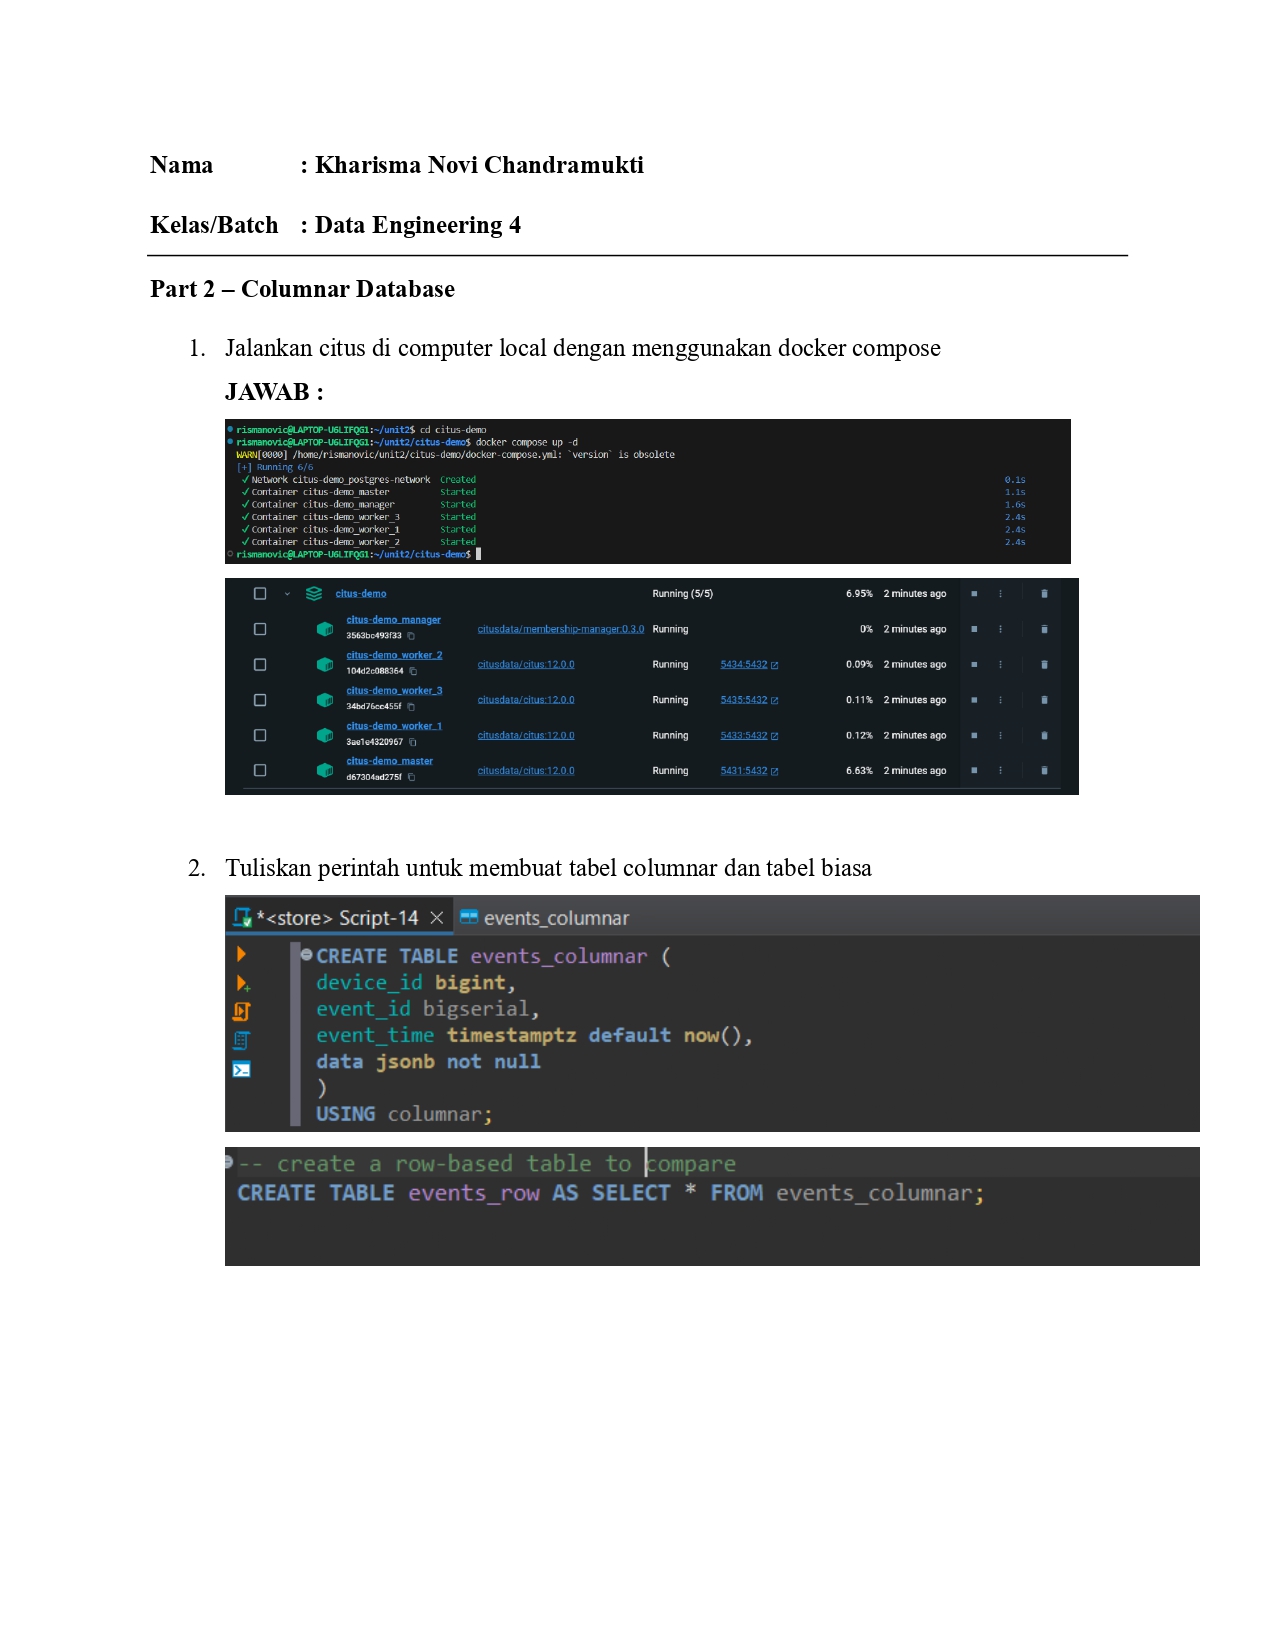 Nama : Kharisma Novi Chandramukti
Kelas/Batch : Data Engineering 4
Part 2 – Columnar Database
1. Jalankan citus di computer local dengan menggunakan docker compose
JAWAB :
rismanovic@LAPTOP-U6LIFQG1:~/unit2$ cd citus-demo
rismanovic@LAPTOP-U6LIFQG1:~/unit2/citus-demo$ docker compose up -d
WARN[0000] /home/rismanovic/unit2/citus-demo/docker-compose.yml: `version` is obsolete
[+] Running 6/6
✓ Network citus-demo_postgres-network Created 0.1s
✓ Container citus-demo_master Started 1.1s
✓ Container citus-demo_manager Started 1.6s
✓ Container citus-demo_worker_3 Started 2.4s
✓ Container citus-demo_worker_1 Started 2.4s
✓ Container citus-demo_worker_2 Started 2.4s
rismanovic@LAPTOP-U6LIFQG1:~/unit2/citus-demo$
citus-demo Running (5/5) 6.95% 2 minutes ago
citus-demo_manager
3563bc493f33 citusdata/membership-manager:0.3.0 Running 0% 2 minutes ago
citus-demo_worker_2
104d2c088364 citusdata/citus:12.0.0 Running 5434:5432 0.09% 2 minutes ago
citus-demo_worker_3
34bd76cc455f citusdata/citus:12.0.0 Running 5435:5432 0.11% 2 minutes ago
citus-demo_worker_1
3ae1e4320967 citusdata/citus:12.0.0 Running 5433:5432 0.12% 2 minutes ago
citus-demo_master
d67304ad275f citusdata/citus:12.0.0 Running 5431:5432 6.63% 2 minutes ago
2. Tuliskan perintah untuk membuat tabel columnar dan tabel biasa
*<store> Script-14 events_columnar
CREATE TABLE events_columnar (
device_id bigint,
event_id bigserial,
event_time timestamptz default now(),
data jsonb not null
)
USING columnar;
-- create a row-based table to compare
CREATE TABLE events_row AS SELECT * FROM events_columnar;